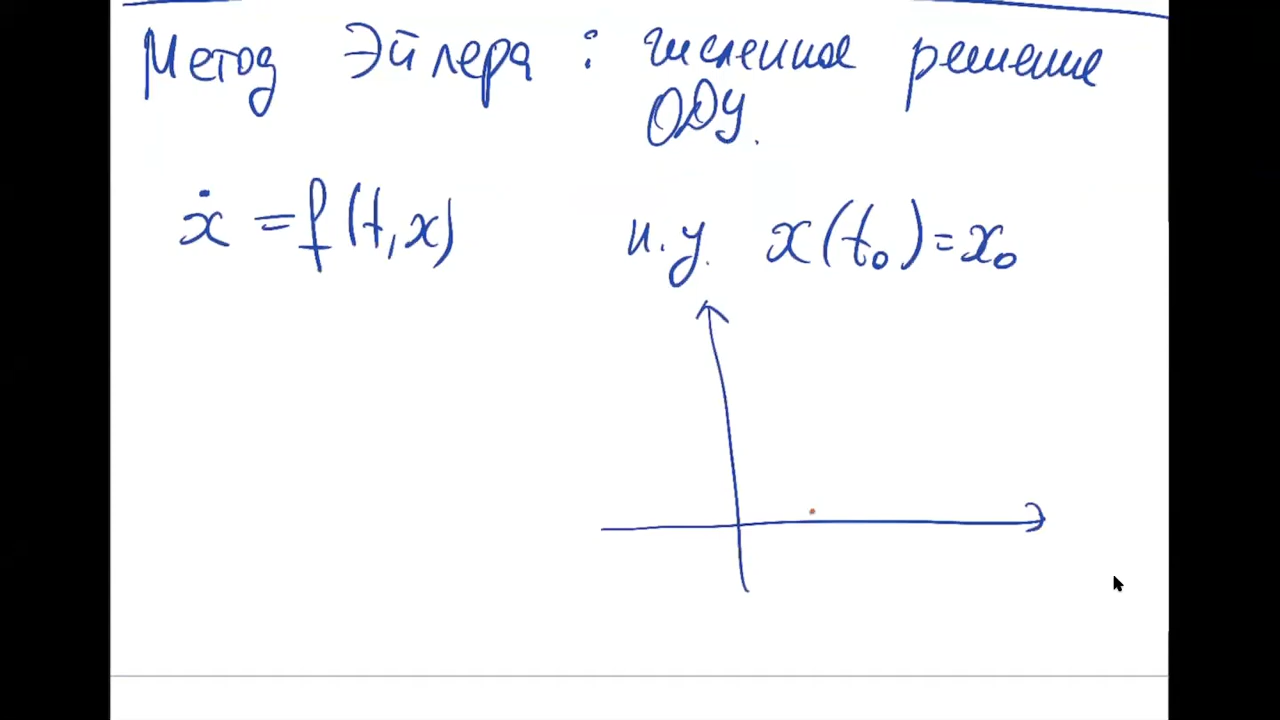 Метод Эйлера : численное решение
ОДУ.
ẋ = f(t,x) н.у. x(t₀)=x₀